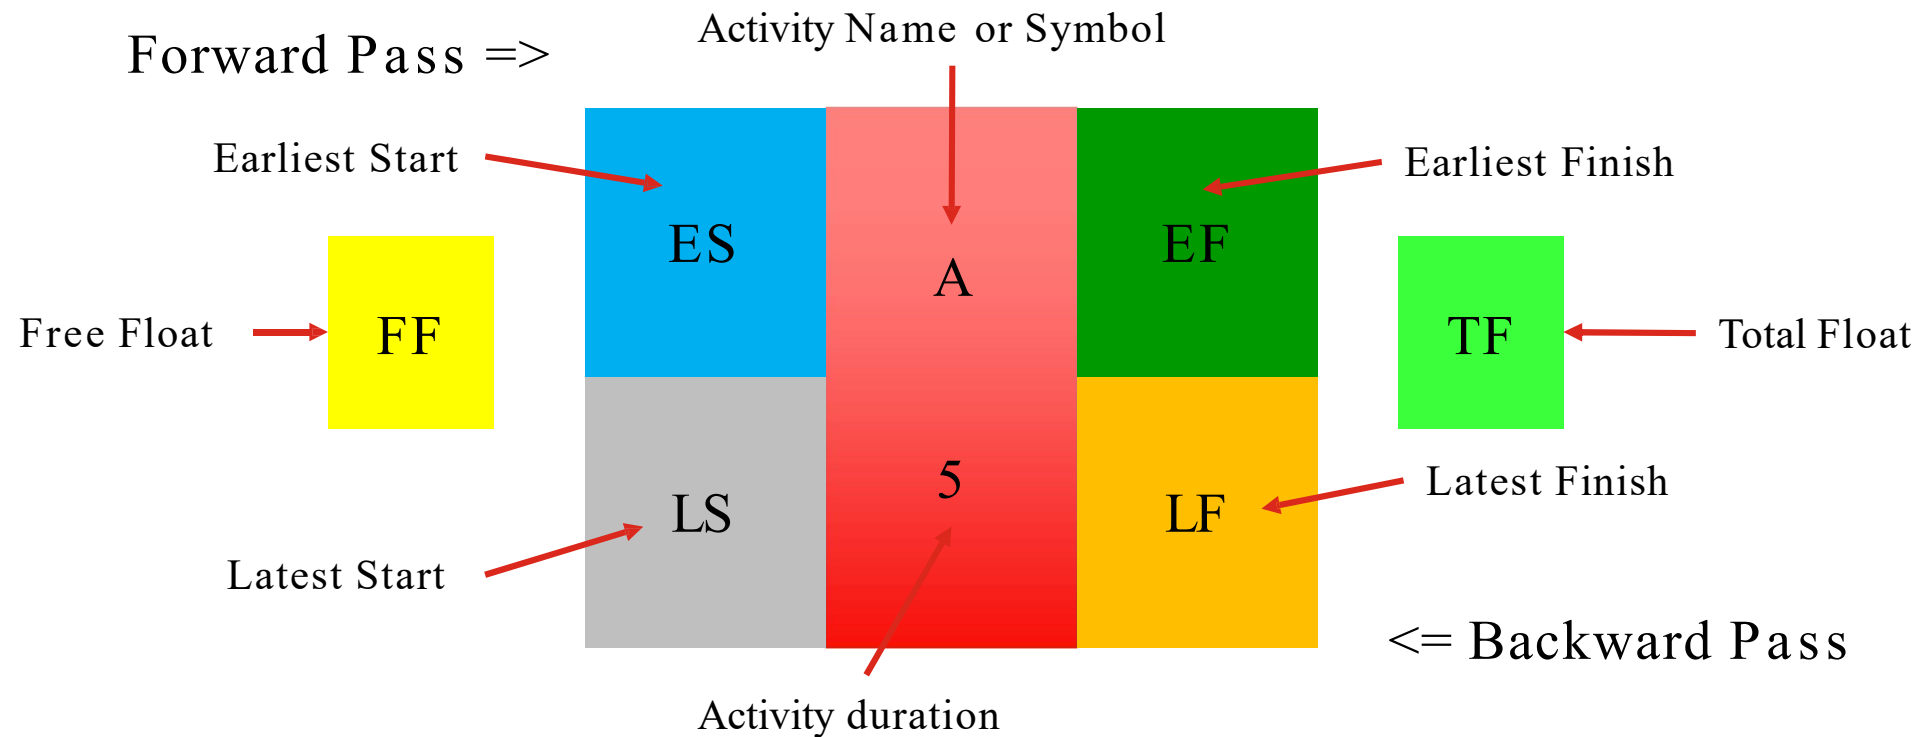 Activity Name or Symbol
Forward Pass =>
Earliest Start
Earliest Finish
ES
A
EF
Free Float
FF
TF
Total Float
5
LS
LF
Latest Finish
Latest Start
<= Backward Pass
Activity duration